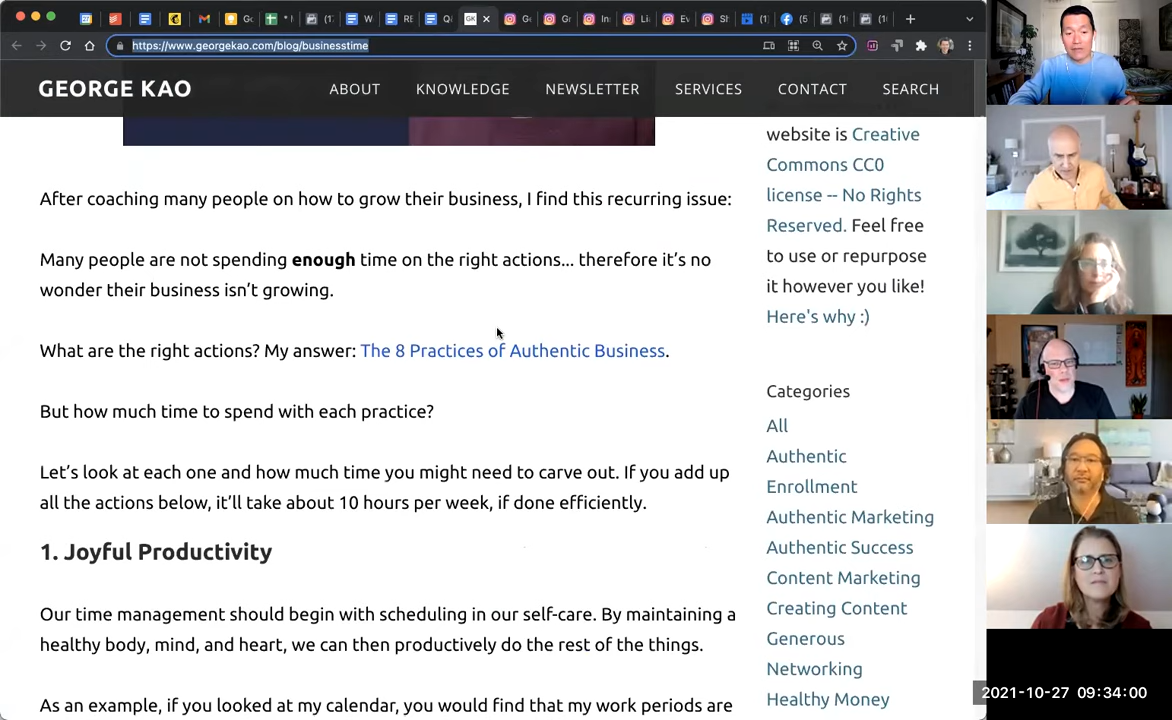 https://www.georgekao.com/blog/businesstime
GEORGE KAO
ABOUT
KNOWLEDGE
NEWSLETTER
SERVICES
CONTACT
SEARCH
After coaching many people on how to grow their business, I find this recurring issue:
Many people are not spending enough time on the right actions... therefore it's no
wonder their business isn't growing.
What are the right actions? My answer: The 8 Practices of Authentic Business.
But how much time to spend with each practice?
Let's look at each one and how much time you might need to carve out. If you add up
all the actions below, it'll take about 10 hours per week, if done efficiently.
1. Joyful Productivity
Our time management should begin with scheduling in our self-care. By maintaining a
healthy body, mind, and heart, we can then productively do the rest of the things.
As an example, if you looked at my calendar, you would find that my work periods are
website is Creative
Commons CC0
license -- No Rights
Reserved. Feel free
to use or repurpose
it however you like!
Here's why :)
Categories
All
Authentic
Enrollment
Authentic Marketing
Authentic Success
Content Marketing
Creating Content
Generous
Networking
Healthy Money
2021-10-27 09:34:00